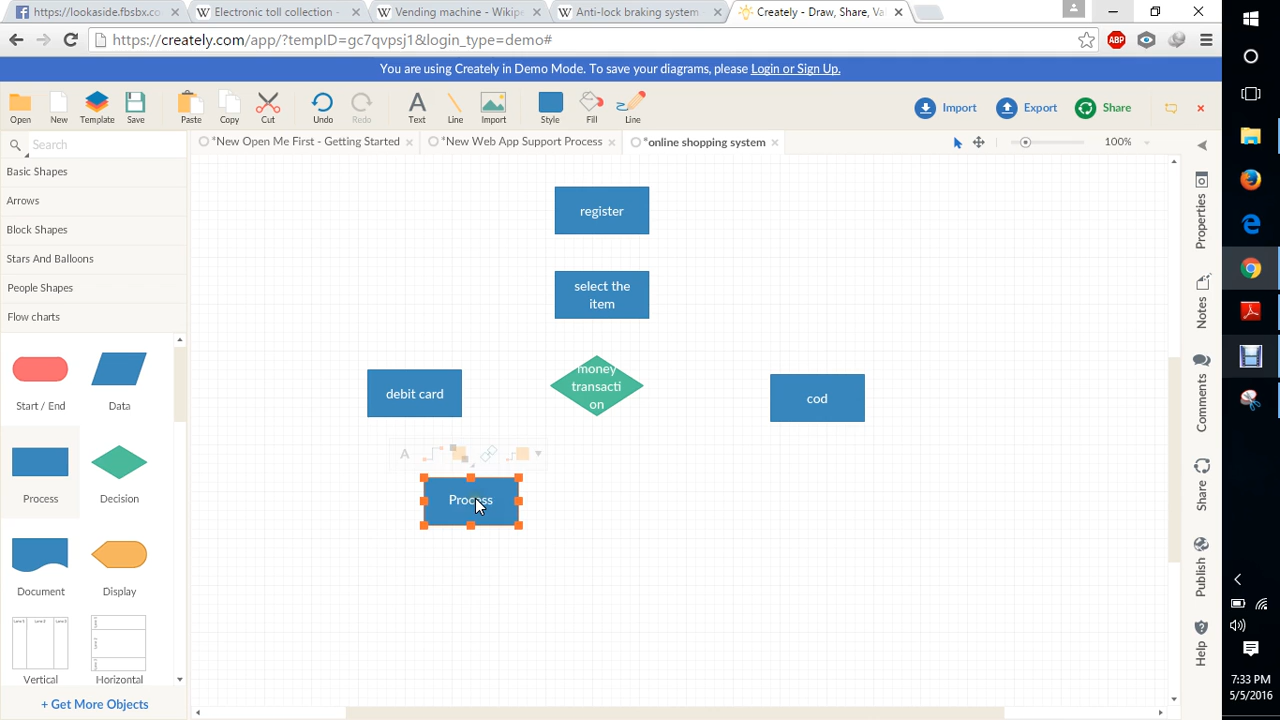 https://lookaside.fbsbx.co
Electronic toll collection -
Vending machine - Wikipe
Anti-lock braking system
Creately - Draw, Share, Va
https://creately.com/app/?tempID=gc7qvpsj1&login_type=demo#
ABP
You are using Creately in Demo Mode. To save your diagrams, please Login or Sign Up.
Open
New
Template
Save
Paste
Copy
Cut
Undo
Redo
Text
Line
Import
Style
Fill
Line
Import
Export
Share
Search
*New Open Me First - Getting Started
*New Web App Support Process
*online shopping system
100%
Basic Shapes
Arrows
Block Shapes
Stars And Balloons
People Shapes
Flow charts
Start / End
Data
Process
Decision
Document
Display
Vertical
Horizontal
+ Get More Objects
register
select the
item
money
transacti
on
debit card
cod
Process
Properties
Notes
Comments
Share
Publish
Help
7:33 PM
5/5/2016